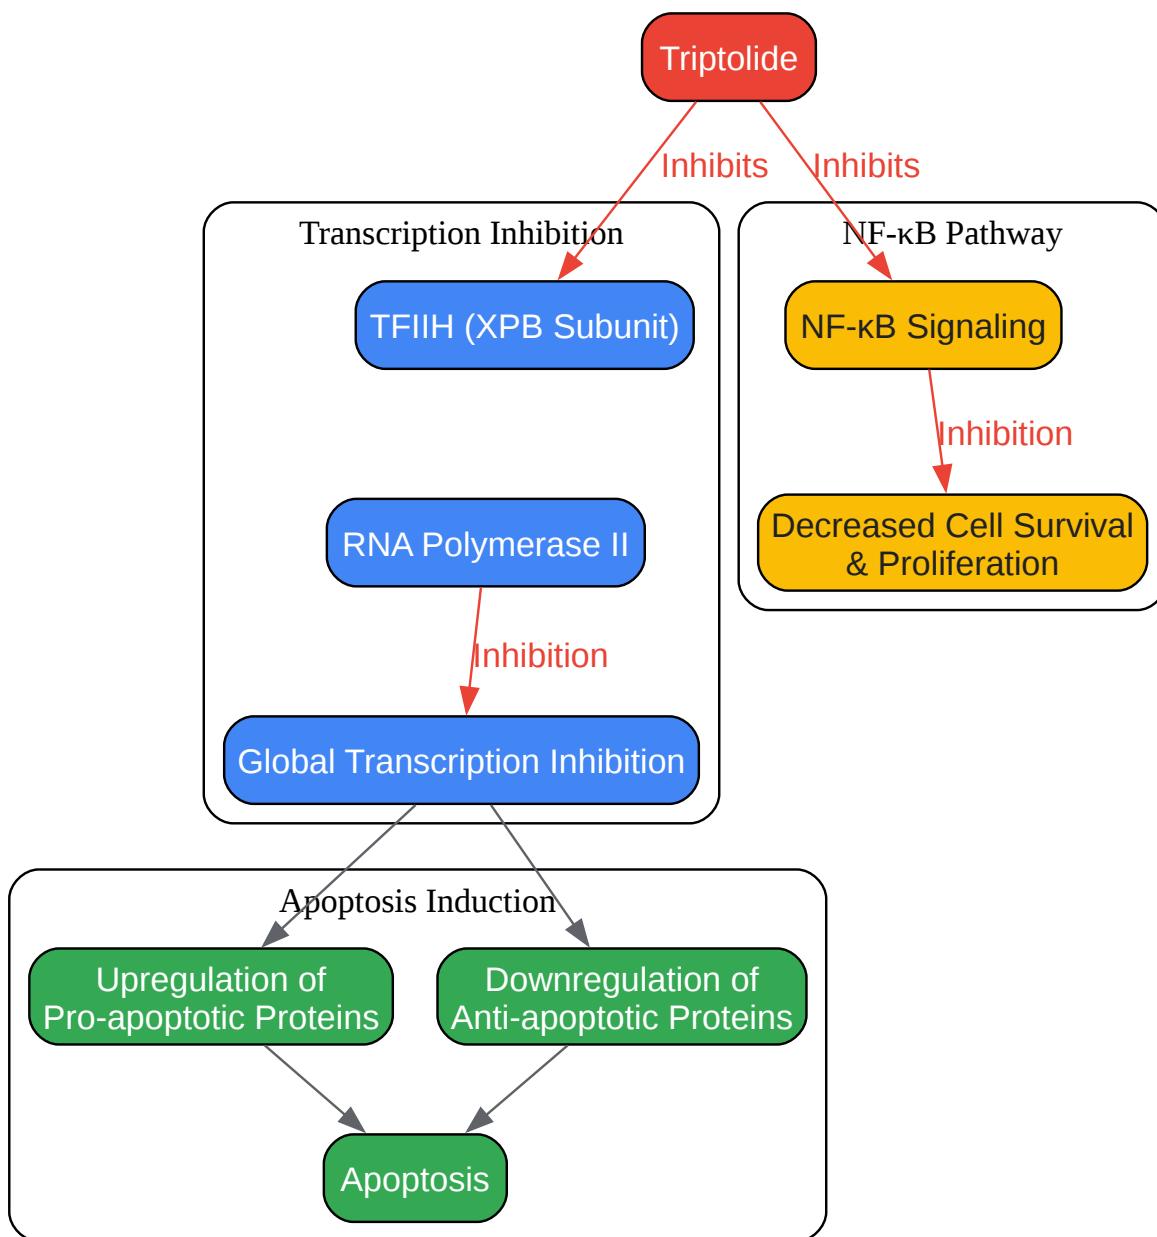 Triptolide
Inhibits
Inhibits
Transcription Inhibition
NF-κB Pathway
TFIIH (XPB Subunit)
NF-κB Signaling
Inhibition
RNA Polymerase II
Decreased Cell Survival
& Proliferation
Inhibition
Global Transcription Inhibition
Apoptosis Induction
Upregulation of
Pro-apoptotic Proteins
Downregulation of
Anti-apoptotic Proteins
Apoptosis